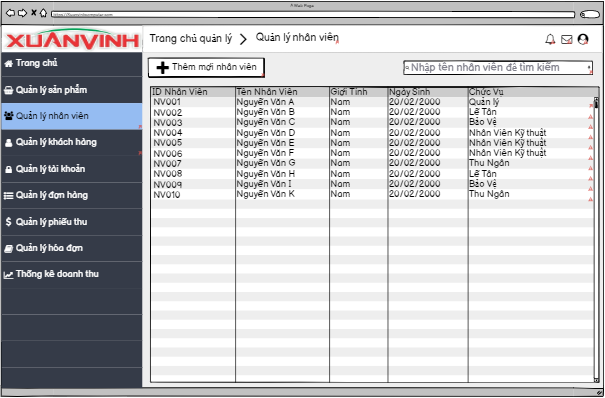 A Web Page
XUÂNVINH
Trang chủ quản lý > Quản lý nhân viên
Trang chủ
Quản lý sản phẩm
Quản lý nhân viên
Quản lý khách hàng
Quản lý tài khoản
Quản lý đơn hàng
$ Quản lý phiếu thu
Quản lý hóa đơn
Thống kê doanh thu
Thêm mới nhân viên
Nhập tên nhân viên để tìm kiếm
ID Nhân Viên Tên Nhân Viên Giới Tính Ngày Sinh Chức Vụ
NV001 Nguyễn Văn A Nam 20/02/2000 Quản lý
NV002 Nguyễn Văn B Nam 20/02/2000 Lễ Tân
NV003 Nguyễn Văn C Nam 20/02/2000 Bảo Vệ
NV004 Nguyễn Văn D Nam 20/02/2000 Nhân Viên Kỹ thuật
NV005 Nguyễn Văn E Nam 20/02/2000 Nhân Viên Kỹ thuật
NV006 Nguyễn Văn F Nam 20/02/2000 Nhân Viên Kỹ thuật
NV007 Nguyễn Văn G Nam 20/02/2000 Thu Ngân
NV008 Nguyễn Văn H Nam 20/02/2000 Lễ Tân
NV009 Nguyễn Văn I Nam 20/02/2000 Bảo Vệ
NV010 Nguyễn Văn K Nam 20/02/2000 Thu Ngân